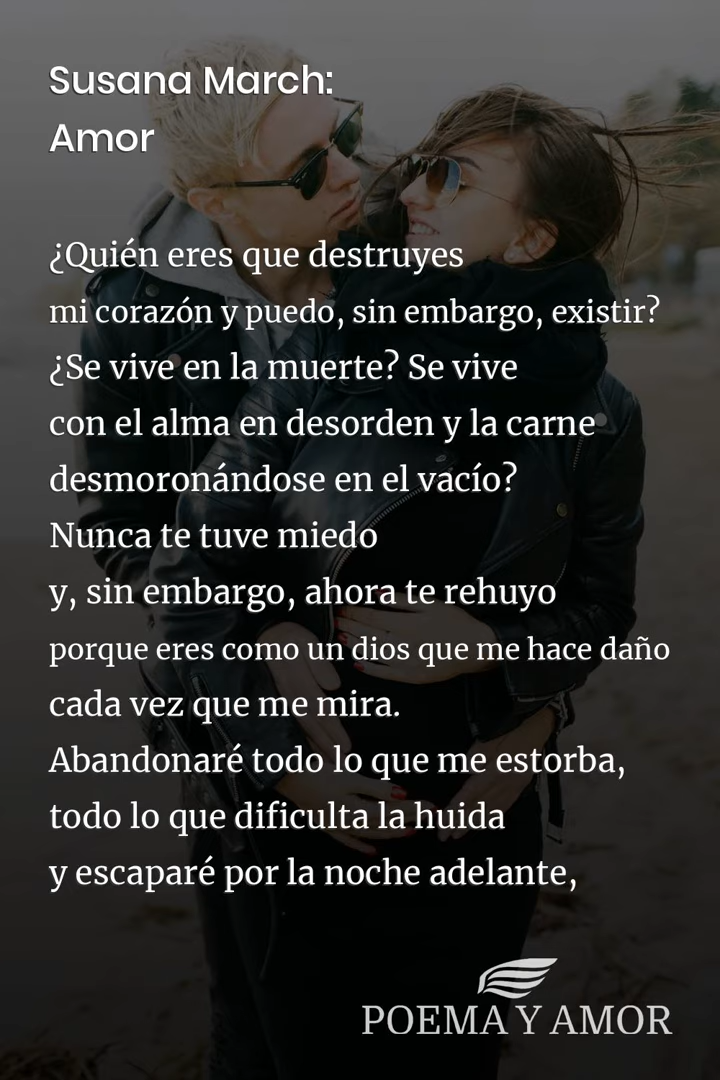 Susana March:
Amor
¿Quién eres que destruyes
mi corazón y puedo, sin embargo, existir?
¿Se vive en la muerte? Se vive
con el alma en desorden y la carne
desmoronándose en el vacío?
Nunca te tuve miedo
y, sin embargo, ahora te rehuyo
porque eres como un dios que me hace daño
cada vez que me mira.
Abandonaré todo lo que me estorba,
todo lo que dificulta la huida
y escaparé por la noche adelante,
POEMA Y AMOR